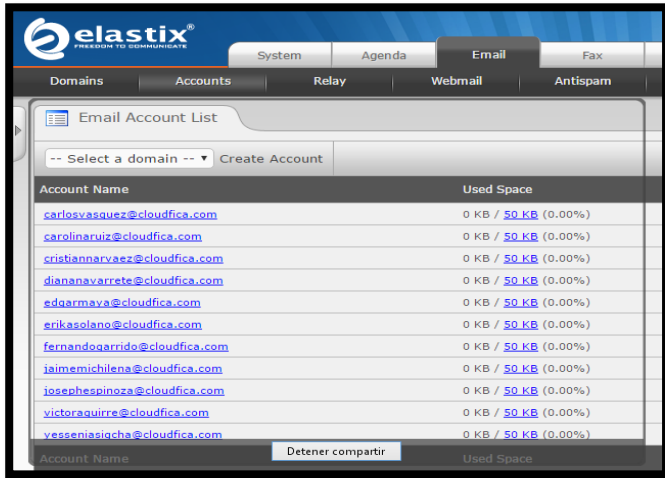 elastix®
FREEDOM TO COMMUNICATE
System Agenda Email Fax
Domains Accounts Relay Webmail Antispam
Email Account List
-- Select a domain -- Create Account
Account Name Used Space
carlosvasquez@cloudfica.com 0 KB / 50 KB (0.00%)
carolinaruiz@cloudfica.com 0 KB / 50 KB (0.00%)
cristiannarvaez@cloudfica.com 0 KB / 50 KB (0.00%)
diananavarrete@cloudfica.com 0 KB / 50 KB (0.00%)
edgarmaya@cloudfica.com 0 KB / 50 KB (0.00%)
erikasolano@cloudfica.com 0 KB / 50 KB (0.00%)
fernandogarrido@cloudfica.com 0 KB / 50 KB (0.00%)
jaimemichilena@cloudfica.com 0 KB / 50 KB (0.00%)
josephespinoza@cloudfica.com 0 KB / 50 KB (0.00%)
victoraguirre@cloudfica.com 0 KB / 50 KB (0.00%)
yesseniasigcha@cloudfica.com 0 KB / 50 KB (0.00%)
Account Name Detener compartir Used Space